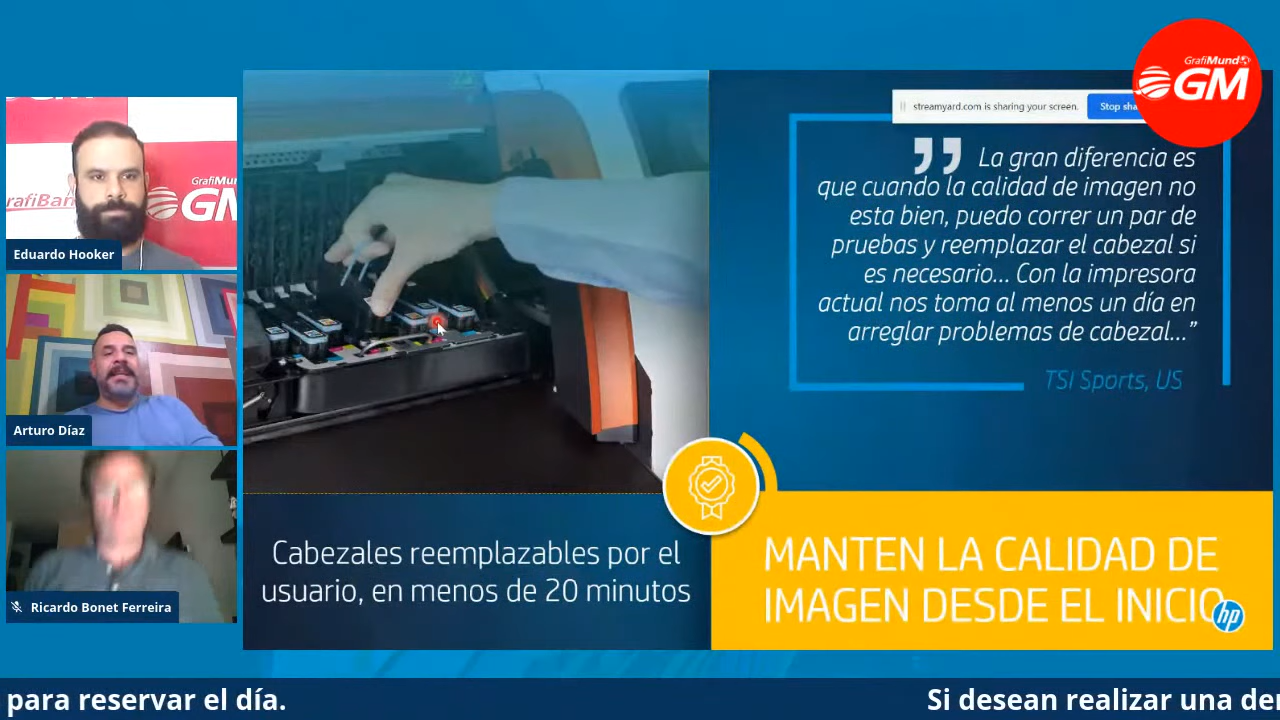 GrafiMundo
GM
GrafiMun
GM
Eduardo Hooker
Arturo Díaz
Ricardo Bonet Ferreira
streamyard.com is sharing your screen.
Stop sha
La gran diferencia es
que cuando la calidad de imagen no
esta bien, puedo correr un par de
pruebas y reemplazar el cabezal si
es necesario... Con la impresora
actual nos toma al menos un día en
arreglar problemas de cabezal...”
TSI Sports, US
Cabezales reemplazables por el
usuario, en menos de 20 minutos
MANTEN LA CALIDAD DE
IMAGEN DESDE EL INICIO
hp
para reservar el día.
Si desean realizar una